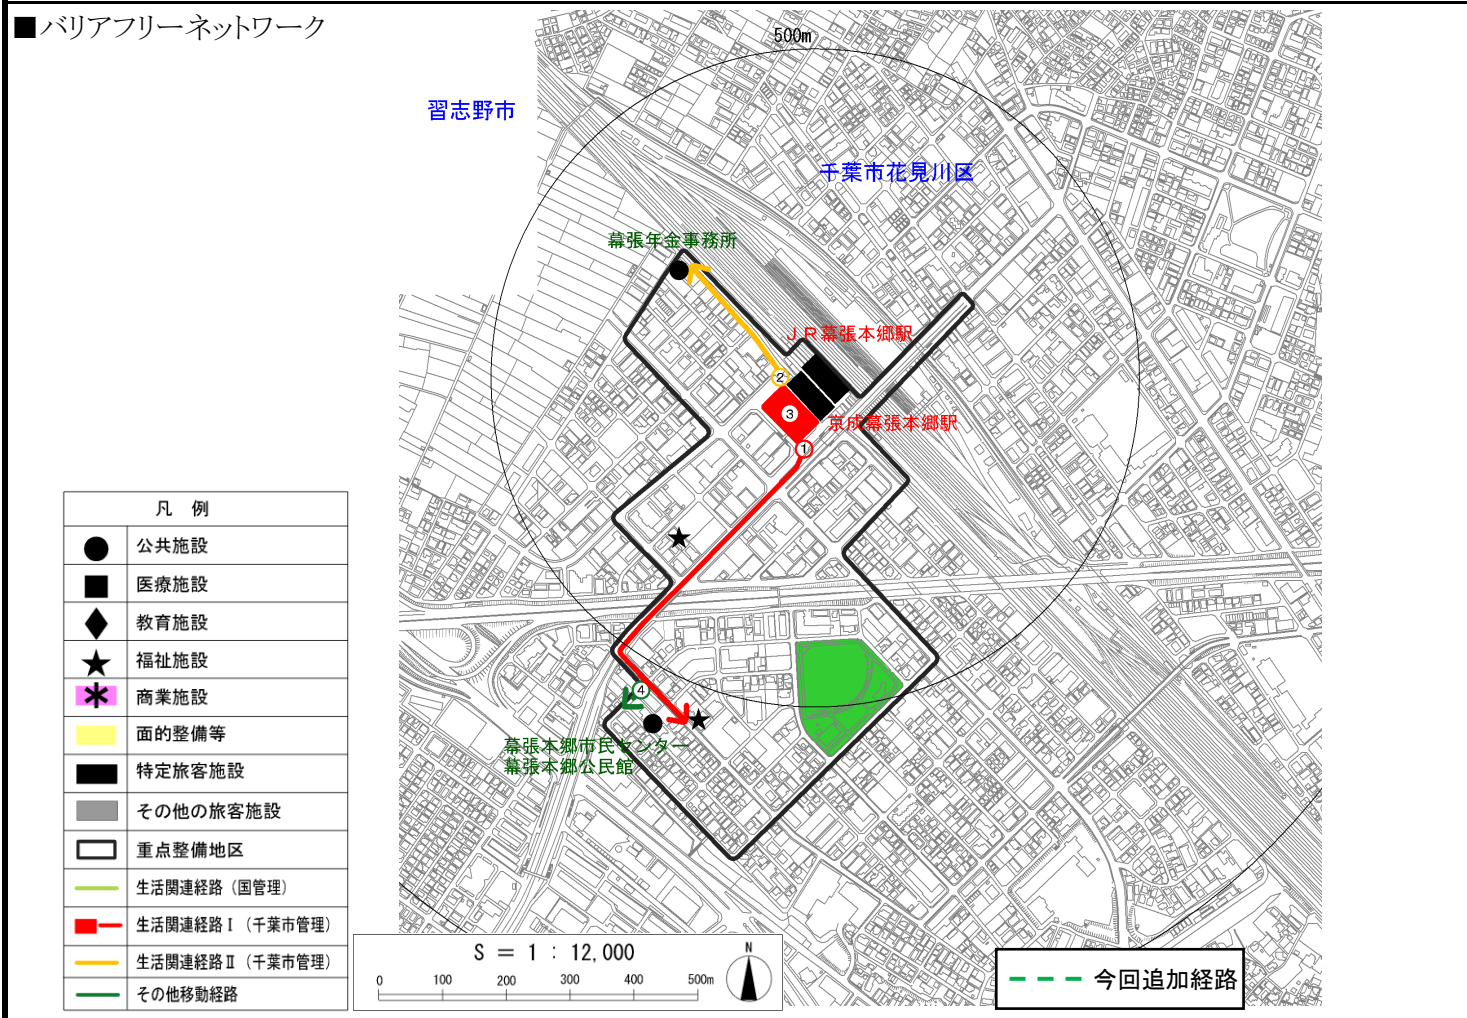 ■バリアフリーネットワーク
500m
習志野市
千葉市花見川区
幕張年金事務所
ＪＲ幕張本郷駅
②
③
京成幕張本郷駅
①
④
幕張本郷市民センター
幕張本郷公民館
凡 例
公共施設
医療施設
教育施設
福祉施設
商業施設
面的整備等
特定旅客施設
その他の旅客施設
重点整備地区
生活関連経路（国管理）
生活関連経路Ⅰ（千葉市管理）
生活関連経路Ⅱ（千葉市管理）
その他移動経路
S = 1 : 12,000
0 100 200 300 400 500m
N
今回追加経路